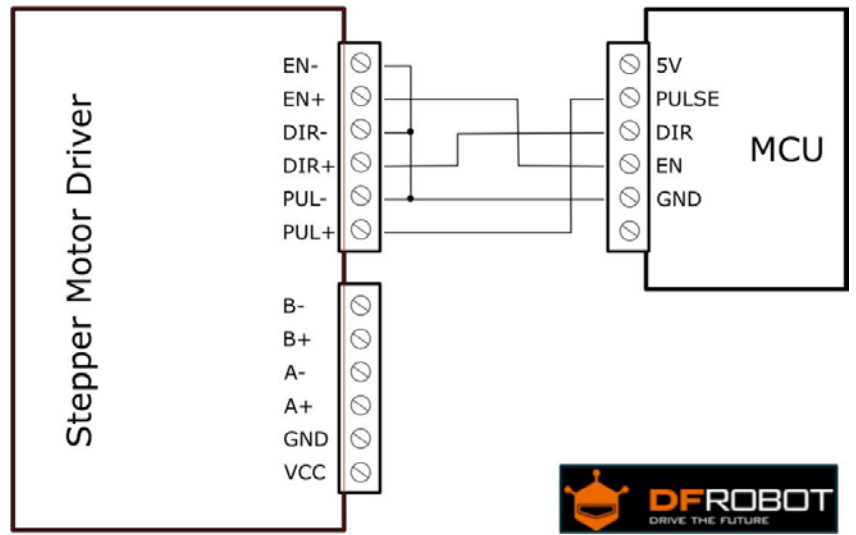 Stepper Motor Driver
EN-
EN+
DIR-
DIR+
PUL-
PUL+
B-
B+
A-
A+
GND
VCC
5V
PULSE
DIR
EN
GND
MCU
DFROBOT
DRIVE THE FUTURE